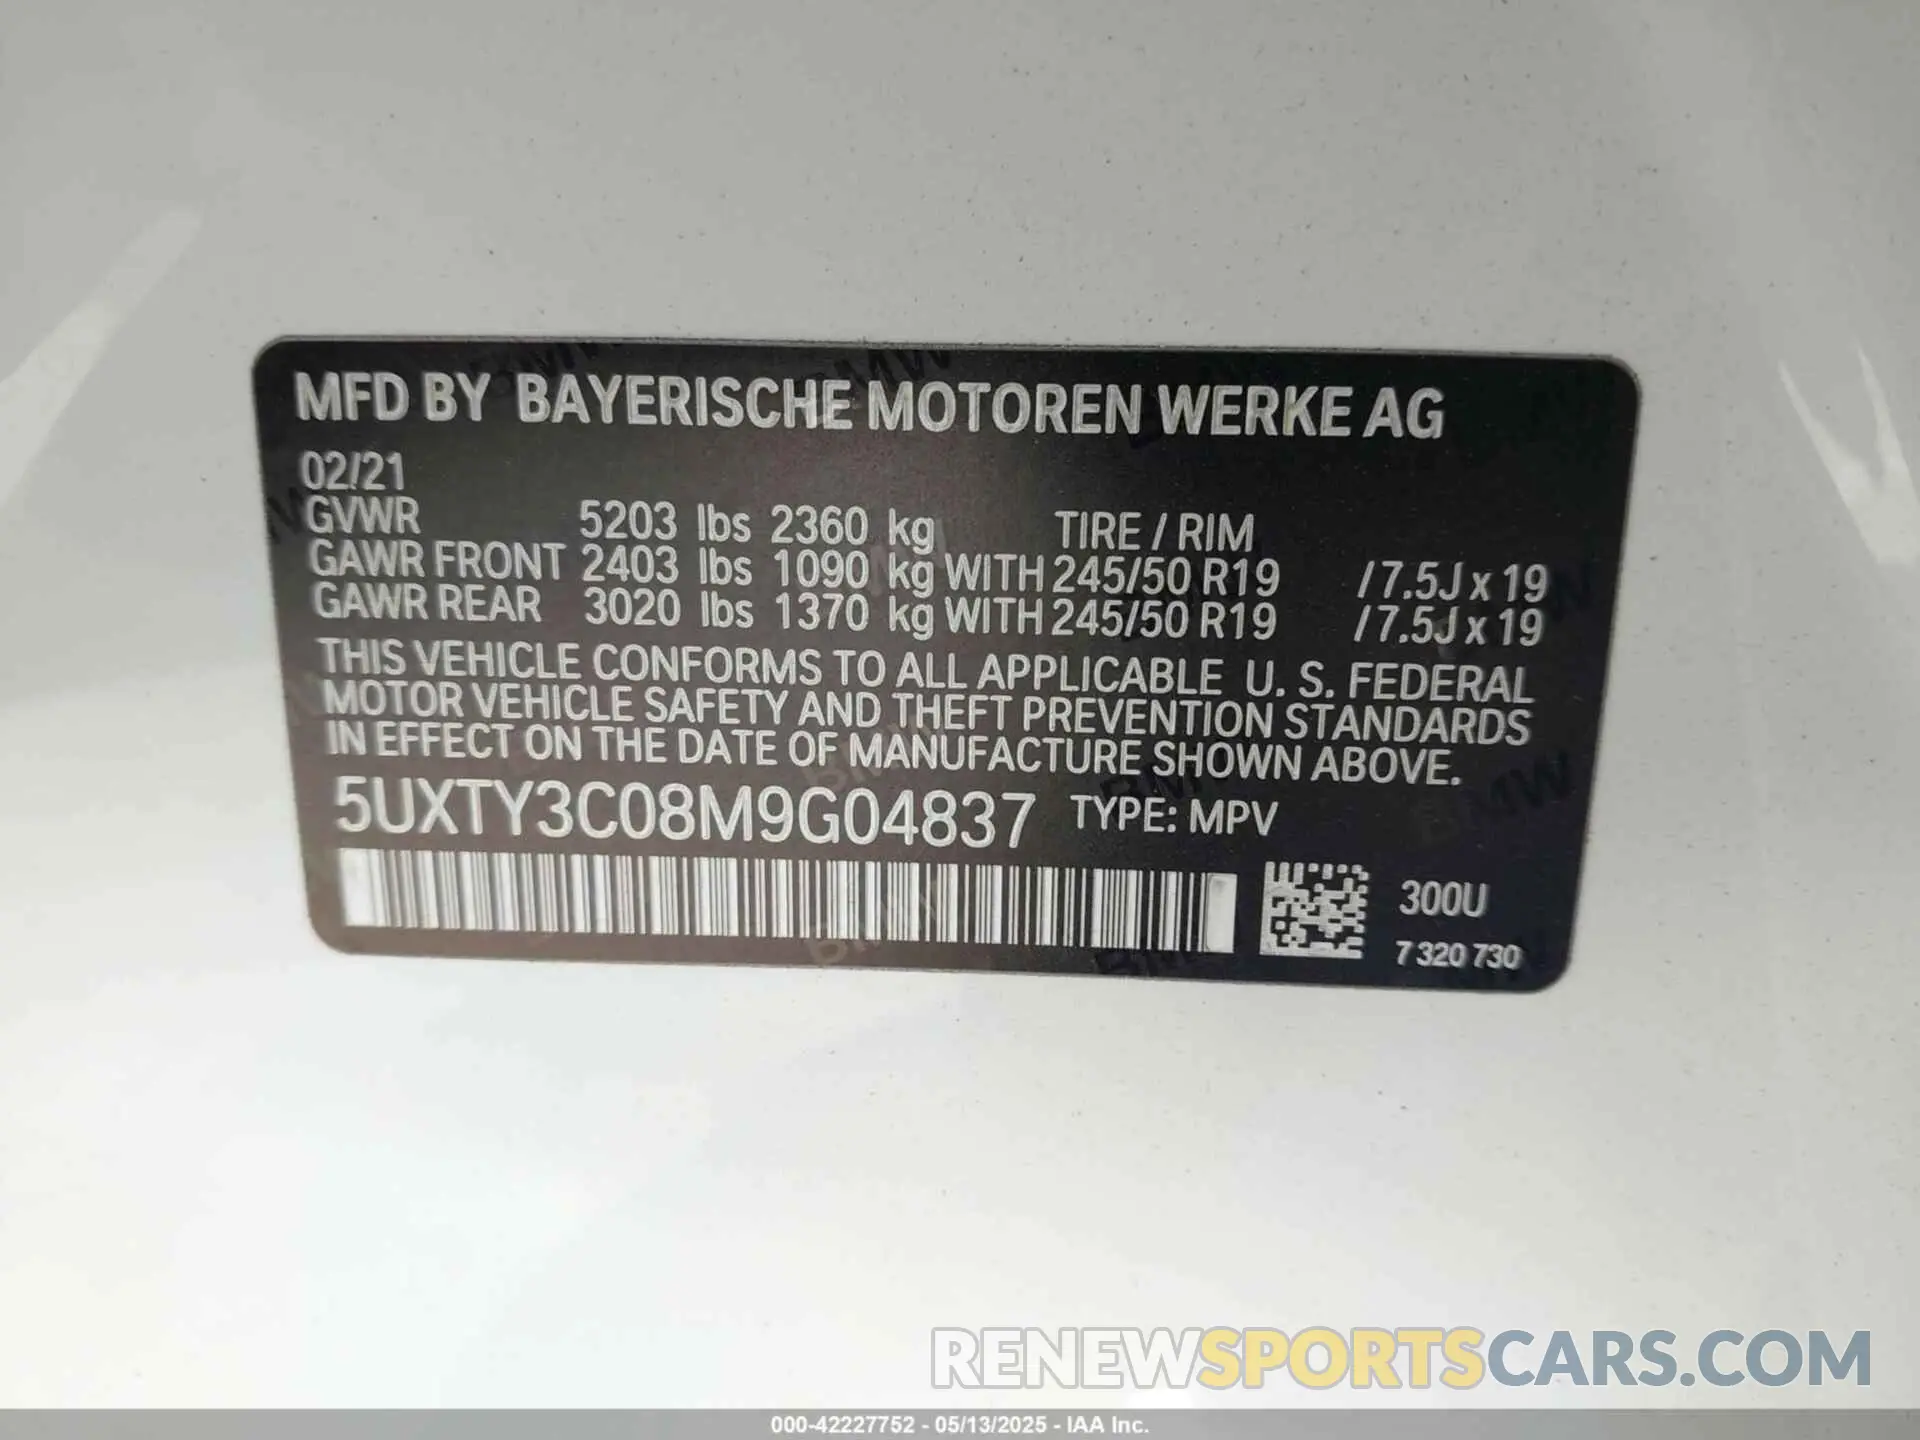 MFD BY BAYERISCHE MOTOREN WERKE AG
02/21
GVWR 5203 lbs 2360 kg TIRE / RIM
GAWR FRONT 2403 lbs 1090 kg WITH 245/50 R19 /7.5J x 19
GAWR REAR 3020 lbs 1370 kg WITH 245/50 R19 /7.5J x 19
THIS VEHICLE CONFORMS TO ALL APPLICABLE U. S. FEDERAL
MOTOR VEHICLE SAFETY AND THEFT PREVENTION STANDARDS
IN EFFECT ON THE DATE OF MANUFACTURE SHOWN ABOVE.
5UXTY3C08M9G04837 TYPE: MPV
300U
7 320 730
RENEWSPORTSCARS.COM
000-42227752 - 05/13/2025 - IAA Inc.